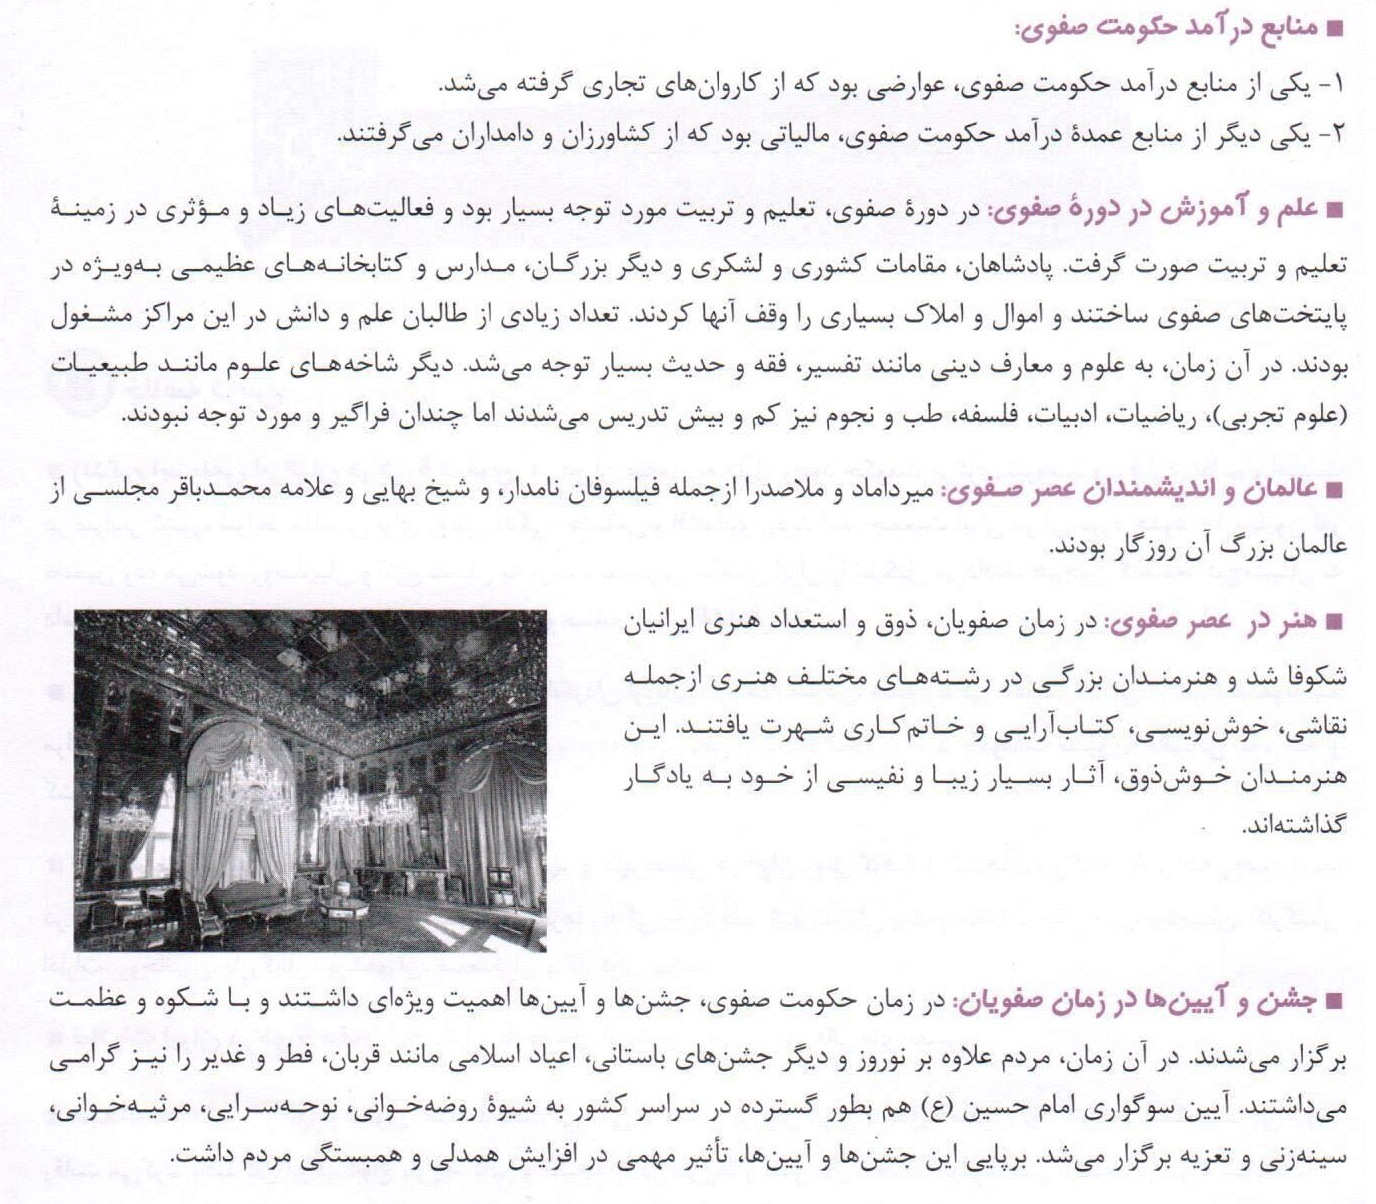 ■ منابع درآمد حکومت صفوی:
۱- یکی از منابع درآمد حکومت صفوی، عوارضی بود که از کاروان‌های تجاری گرفته می‌شد.
۲- یکی دیگر از منابع عمدهٔ درآمد حکومت صفوی، مالیاتی بود که از کشاورزان و دامداران می‌گرفتند.
■ علم و آموزش در دورهٔ صفوی: در دورهٔ صفوی، تعلیم و تربیت مورد توجه بسیار بود و فعالیت‌های زیاد و مؤثری در زمینهٔ
تعلیم و تربیت صورت گرفت. پادشاهان، مقامات کشوری و لشکری و دیگر بزرگان، مدارس و کتابخانه‌های عظیمی به‌ویژه در
پایتخت‌های صفوی ساختند و اموال و املاک بسیاری را وقف آنها کردند. تعداد زیادی از طالبان علم و دانش در این مراکز مشغول
بودند. در آن زمان، به علوم و معارف دینی مانند تفسیر، فقه و حدیث بسیار توجه می‌شد. دیگر شاخه‌های علوم مانند طبیعیات
(علوم تجربی)، ریاضیات، ادبیات، فلسفه، طب و نجوم نیز کم و بیش تدریس می‌شدند اما چندان فراگیر و مورد توجه نبودند.
■ عالمان و اندیشمندان عصر صفوی: میرداماد و ملاصدرا ازجمله فیلسوفان نامدار، و شیخ بهایی و علامه محمدباقر مجلسی از
عالمان بزرگ آن روزگار بودند.
■ هنر در عصر صفوی: در زمان صفویان، ذوق و استعداد هنری ایرانیان
شکوفا شد و هنرمندان بزرگی در رشته‌های مختلف هنری ازجمله
نقاشی، خوش‌نویسی، کتاب‌آرایی و خاتم‌کاری شهرت یافتند. این
هنرمندان خوش‌ذوق، آثار بسیار زیبا و نفیسی از خود به یادگار
گذاشته‌اند.
■ جشن و آیین‌ها در زمان صفویان: در زمان حکومت صفوی، جشن‌ها و آیین‌ها اهمیت ویژه‌ای داشتند و با شکوه و عظمت
برگزار می‌شدند. در آن زمان، مردم علاوه بر نوروز و دیگر جشن‌های باستانی، اعیاد اسلامی مانند قربان، فطر و غدیر را نیز گرامی
می‌داشتند. آیین سوگواری امام حسین (ع) هم بطور گسترده در سراسر کشور به شیوهٔ روضه‌خوانی، نوحه‌سرایی، مرثیه‌خوانی،
سینه‌زنی و تعزیه برگزار می‌شد. برپایی این جشن‌ها و آیین‌ها، تأثیر مهمی در افزایش همدلی و همبستگی مردم داشت.